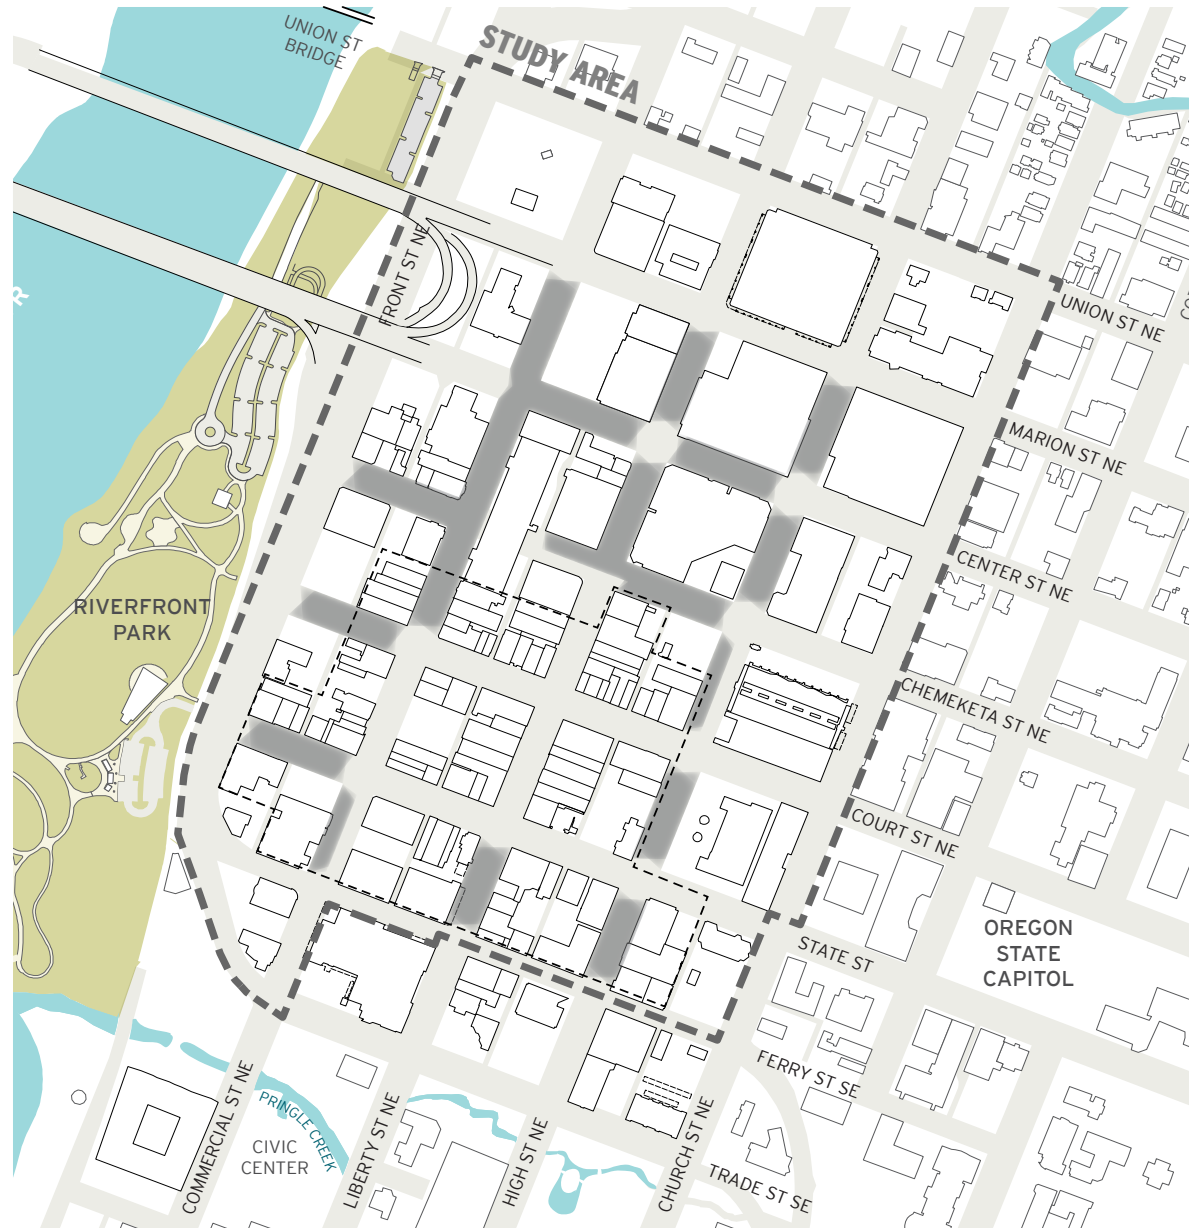 UNION ST
BRIDGE
STUDY AREA
FRONT ST NE
R
UNION ST NE
MARION ST NE
CENTER ST NE
CHEMEKETA ST NE
COURT ST NE
STATE ST
FERRY ST SE
TRADE ST SE
RIVERFRONT
PARK
OREGON
STATE
CAPITOL
COMMERCIAL ST NE
LIBERTY ST NE
HIGH ST NE
CHURCH ST NE
PRINGLE CREEK
CIVIC
CENTER